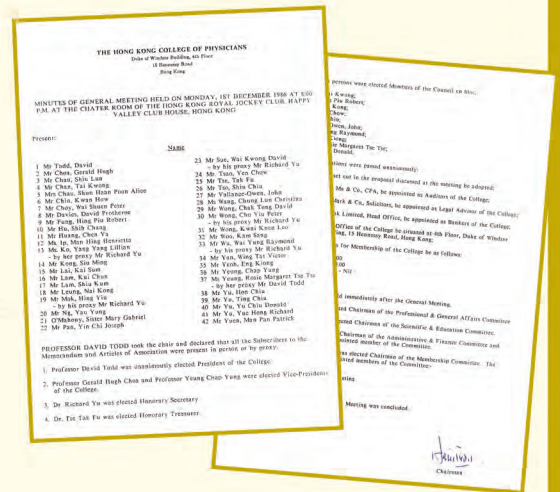 THE HONG KONG COLLEGE OF PHYSICIANS
Duke of Windsor Building, 4th Floor
15 Hennessy Road
Hong Kong
MINUTES OF GENERAL MEETING HELD ON MONDAY, 1ST DECEMBER 1986 AT 8:00
P.M. AT THE CHATER ROOM OF THE HONG KONG ROYAL JOCKEY CLUB, HAPPY
VALLEY CLUB HOUSE, HONG KONG
Present:
Name
1 Mr Todd, David
2 Mr Chou, Gerald Hugh
3 Mr Chau, Shiu Lun
4 Mr Chan, Tai Kwong
5 Mrs Chau, Shun Hean Poon Alice
6 Mr Chin, Kwan How
7 Mr Choy, Wai Shuen Peter
8 Mr Davies, David Protheroe
9 Mr Fung, Hing Piu Robert
10 Mr Hu, Shih Chang
11 Mr Huang, Chen Ya
12 Ms Ip, Man Hing Henrietta
13 Ms Ko, Yang Yang Lillian
- by her proxy Mr Richard Yu
14 Mr Kong, Siu Ming
15 Mr Lai, Kai Sum
16 Mr Lam, Kui Chun
17 Mr Lam, Shiu Kum
18 Mr Leung, Nai Kong
19 Mr Mok, Hing Yiu
- by his proxy Mr Richard Yu
20 Mr Ng, Yau Yung
21 O'Mahony, Sister Mary Gabriel
22 Mr Pan, Yin Chi Joseph
23 Mr Sue, Wai Kwong David
- by his proxy Mr Richard Yu
24 Mr Tsao, Yen Chow
25 Mr Tse, Tak Fu
26 Mr Tso, Shiu Chiu
27 Mr Vallance-Owen, John
28 Ms Wang, Chung Lun Christina
29 Mr Wong, Chak Tong David
30 Mr Wong, Cho Yiu Peter
- by his proxy Mr Richard Yu
31 Mr Wong, Kwai Kuen Loo
32 Mr Woo, Kam Sang
33 Mr Wu, Wai Yung Raymond
- by his proxy Mr Richard Yu
34 Mr Yan, Wing Tat Victor
35 Mr Yeoh, Eng Kiong
36 Mr Yeung, Chap Yung
37 Ms Young, Rosie Margaret Tse Tse
- by her proxy Mr David Todd
38 Mr Yu, Hon Chiu
39 Mr Yu, Ting Chiu
40 Mr Yu, Yu Chiu Donald
41 Mr Yu, Yue Hong Richard
42 Mr Yuen, Man Pan Patrick
PROFESSOR DAVID TODD took the chair and declared that all the Subscribers to the
Memorandum and Articles of Association were present in person or by proxy.
1. Professor David Todd was unanimously elected President of the College.
2. Professor Gerald Hugh Choa and Professor Yeung Chap Yung were elected Vice-Presidents
of the College.
3. Dr. Richard Yu was elected Honorary Secretary
4. Dr. Tse Tak Fu was elected Honorary Treasurer.
persons were elected Members of the Council en bloc.
Kwong;
Piu Robert;
Kong;
Chow;
Owen, John;
Raymond;
Margaret Tse Tse;
Donald.
were passed unanimously:
set out in the proposal discussed at the meeting be adopted;
& Co., CPA, be appointed as Auditors of the College;
& Co., Solicitors, be appointed as Legal Advisor of the College;
Limited, Head Office, be appointed as Bankers of the College;
Office of the College be situated at 4th Floor, Duke of Windsor
15 Hennessy Road, Hong Kong;
for Membership of the College be as follows:
- Nil -
immediately after the General Meeting.
Chairman of the Professional & General Affairs Committee
Chairman of the Scientific & Education Committee.
Chairman of the Administrative & Finance Committee and
member of the Committee.
was elected Chairman of the Membership Committee. The
members of the Committee:-
Meeting was concluded.
Chairman